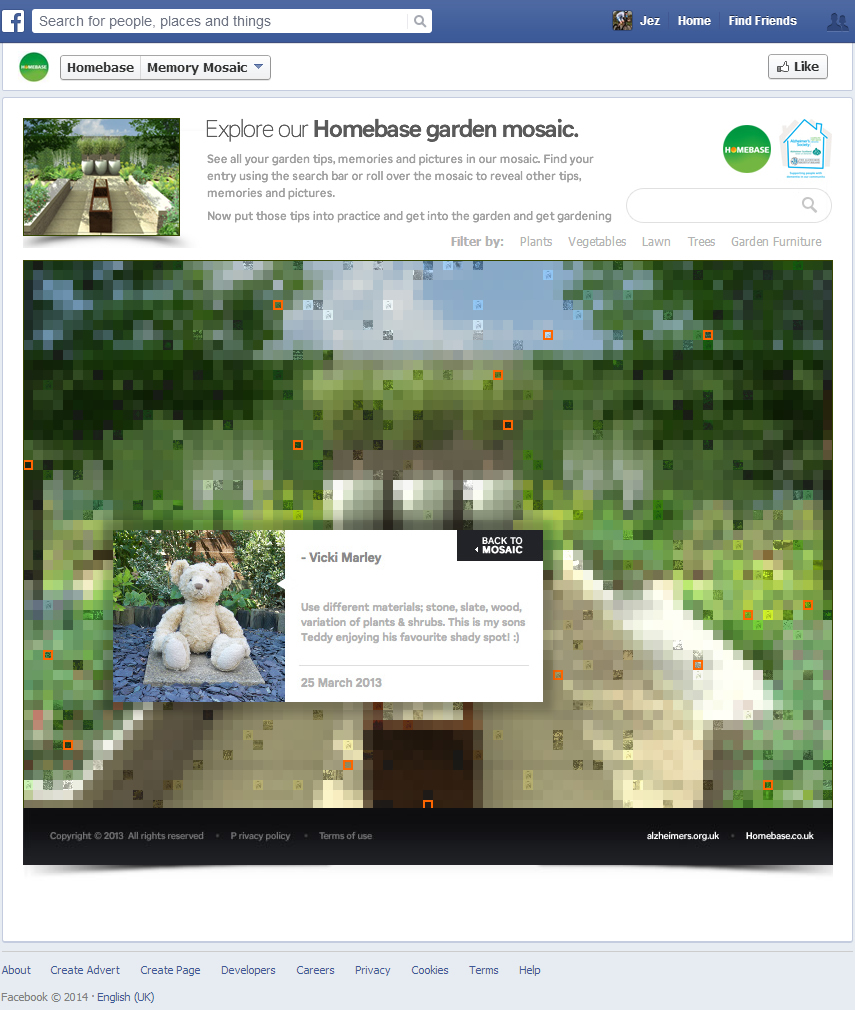 Search for people, places and things
Jez Home Find Friends
HOMEBASE
Homebase Memory Mosaic
Like
Explore our Homebase garden mosaic.
See all your garden tips, memories and pictures in our mosaic. Find your
entry using the search bar or roll over the mosaic to reveal other tips,
memories and pictures.
Now put those tips into practice and get into the garden and get gardening
HOMEBASE
Alzheimer's
Society
Filter by: Plants Vegetables Lawn Trees Garden Furniture
BACK TO
MOSAIC
- Vicki Marley
Use different materials; stone, slate, wood,
variation of plants & shrubs. This is my sons
Teddy enjoying his favourite shady spot! :)
25 March 2013
Copyright © 2013 All rights reserved • P rivacy policy • Terms of use
alzheimers.org.uk • Homebase.co.uk
About Create Advert Create Page Developers Careers Privacy Cookies Terms Help
Facebook © 2014 · English (UK)